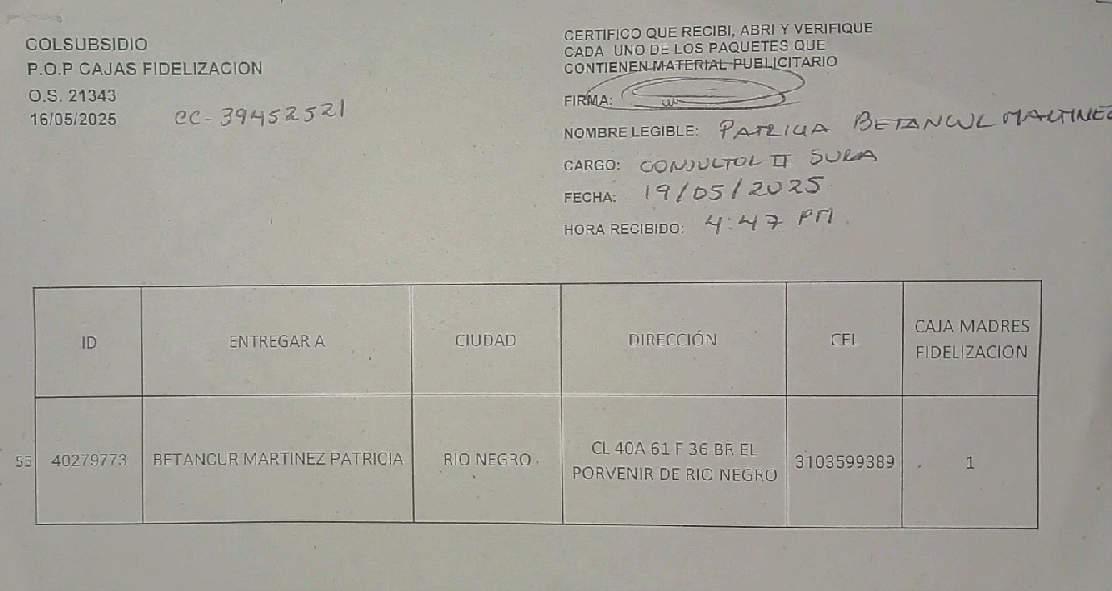 COLSUBSIDIO
P.O.P CAJAS FIDELIZACION
O.S. 21343
16/05/2025 CC-39452521
CERTIFICO QUE RECIBI, ABRI Y VERIFIQUE
CADA UNO DE LOS PAQUETES QUE
CONTIENEN MATERIAL PUBLICITARIO
FIRMA:
NOMBRE LEGIBLE: PATRICIA BETANCUR MARTINEZ
CARGO: CONSULTOR II SURA
FECHA: 19/05/2025
HORA RECIBIDO: 4:47 PM
ID ENTREGAR A CIUDAD DIRECCIÓN CEL CAJA MADRES
FIDELIZACION
55 40279773 BETANCUR MARTINEZ PATRICIA RIO NEGRO CL 40A 61 F 36 BR EL
PORVENIR DE RIO NEGRO 3103599389 1